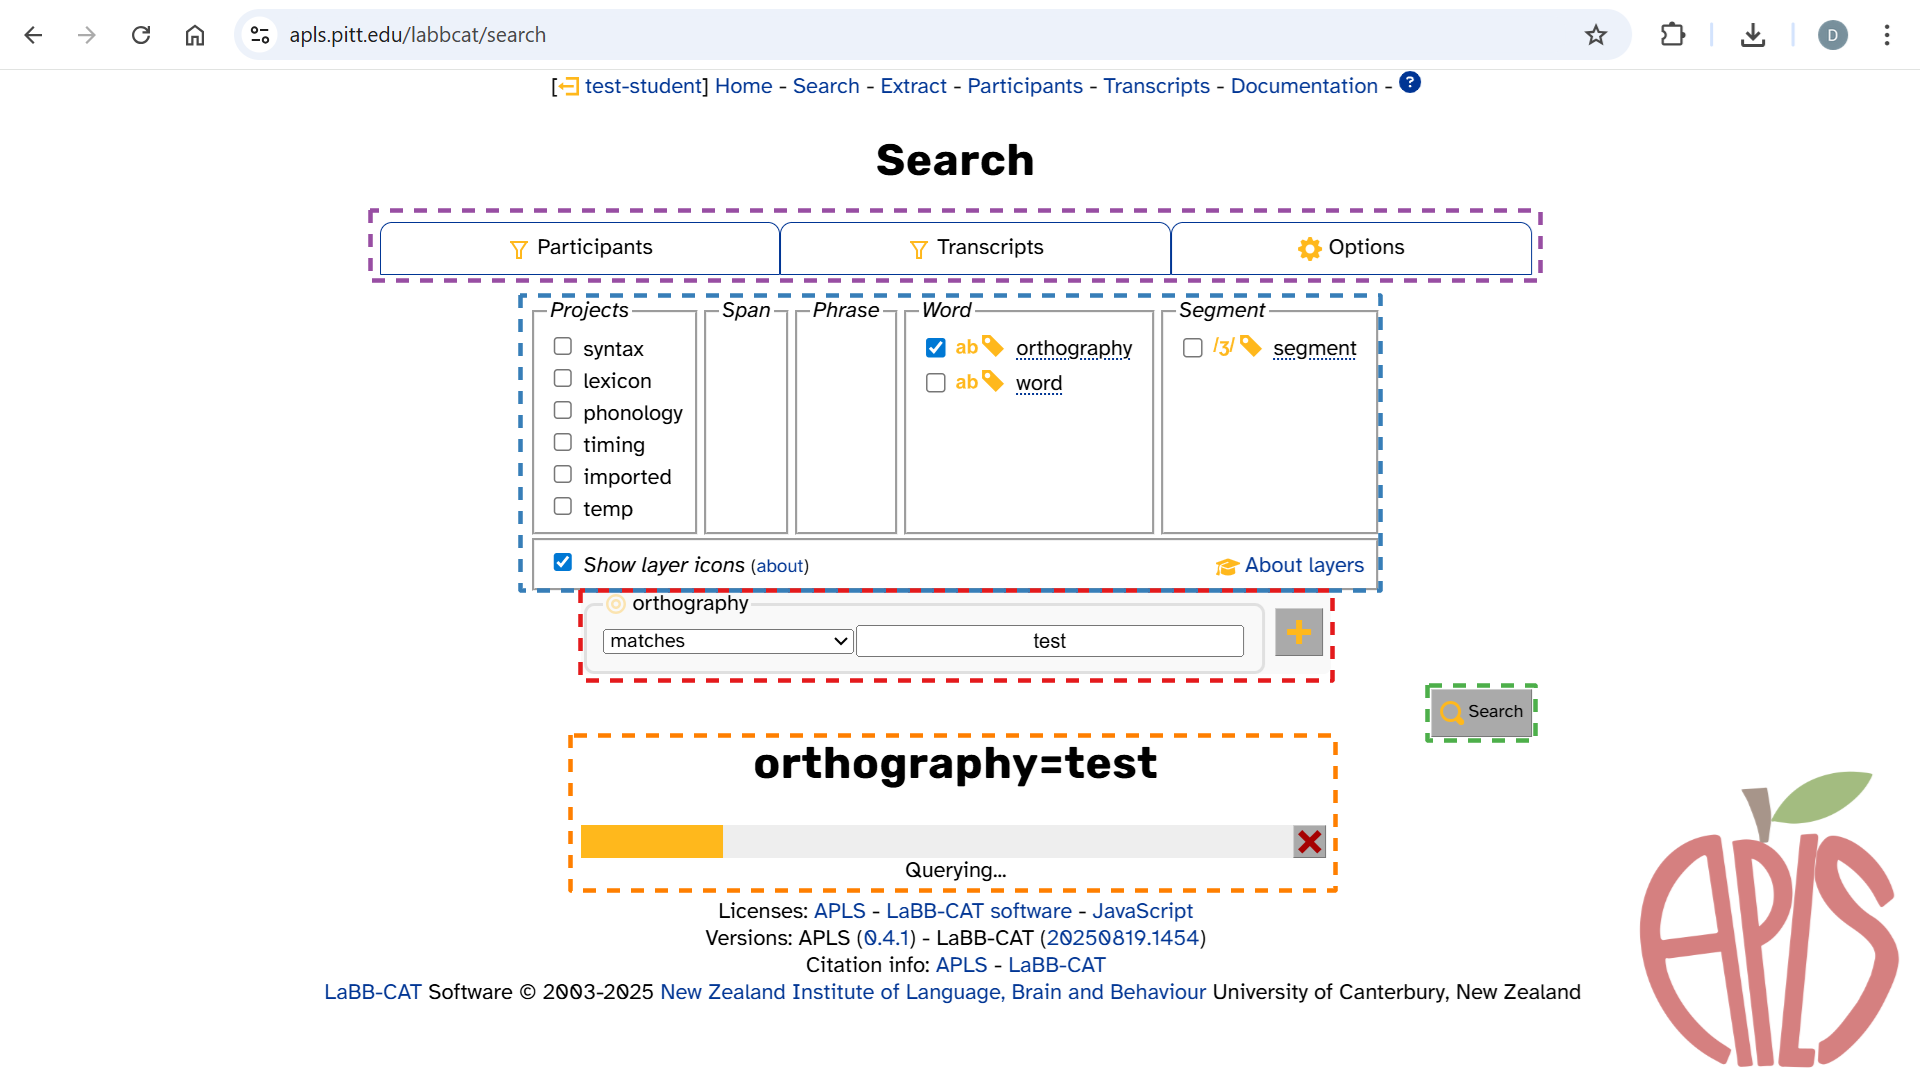 apls.pitt.edu/labbcat/search
D
[test-student] Home - Search - Extract - Participants - Transcripts - Documentation - ?
Search
Participants Transcripts Options
Projects Span Phrase Word Segment
syntax ab orthography /ʒ/ segment
lexicon ab word
phonology
timing
imported
temp
Show layer icons (about) About layers
orthography
matches test
Search
orthography=test
Querying...
Licenses: APLS - LaBB-CAT software - JavaScript
Versions: APLS (0.4.1) - LaBB-CAT (20250819.1454)
Citation info: APLS - LaBB-CAT
LaBB-CAT Software © 2003-2025 New Zealand Institute of Language, Brain and Behaviour University of Canterbury, New Zealand
APLS